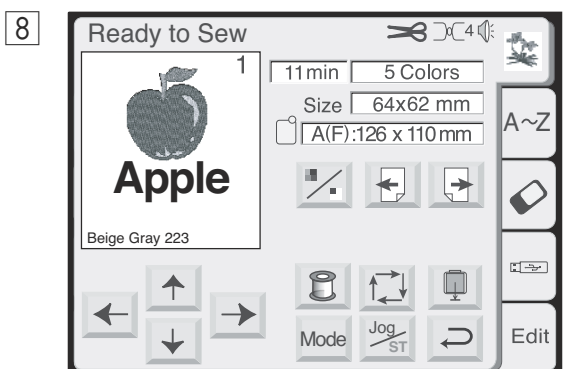 8
Ready to Sew
4
1
11min
5 Colors
Size
64x62 mm
A(F):126 x 110mm
A~Z
Apple
Beige Gray 223
Mode
Jog
ST
Edit